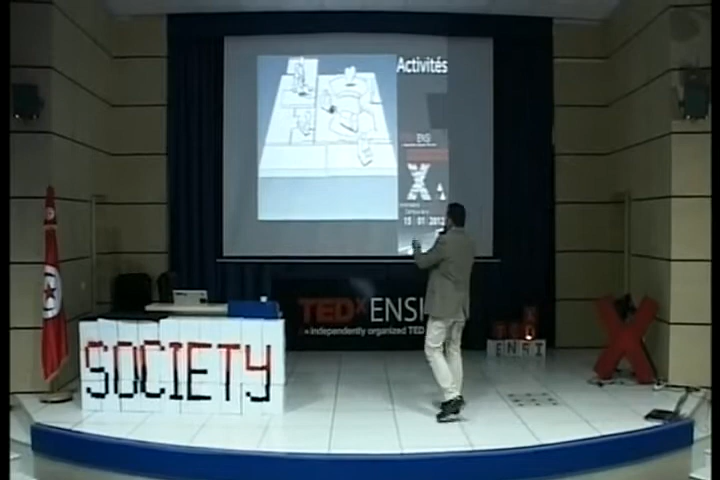 Activités
ENSI
X
15 01 2012
TEDxENSI
x independently organized TED
SOCIETY
TED
ENSI
X